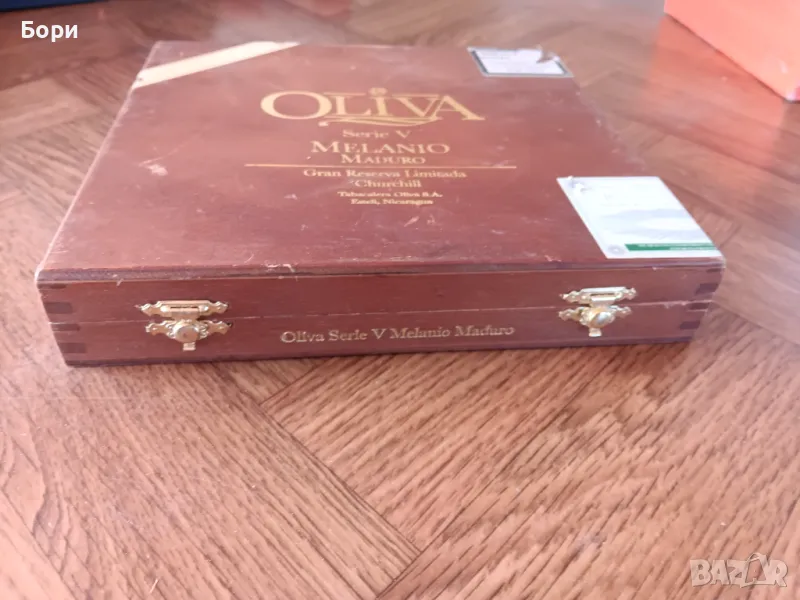 Бори
OLIVA
Serie V
MELANIO
MADURO
Gran Reserva Limitada
Churchill
Tabacalera Oliva S.A.
Estelí, Nicaragua
Oliva Serie V Melanio Maduro
BAZAR